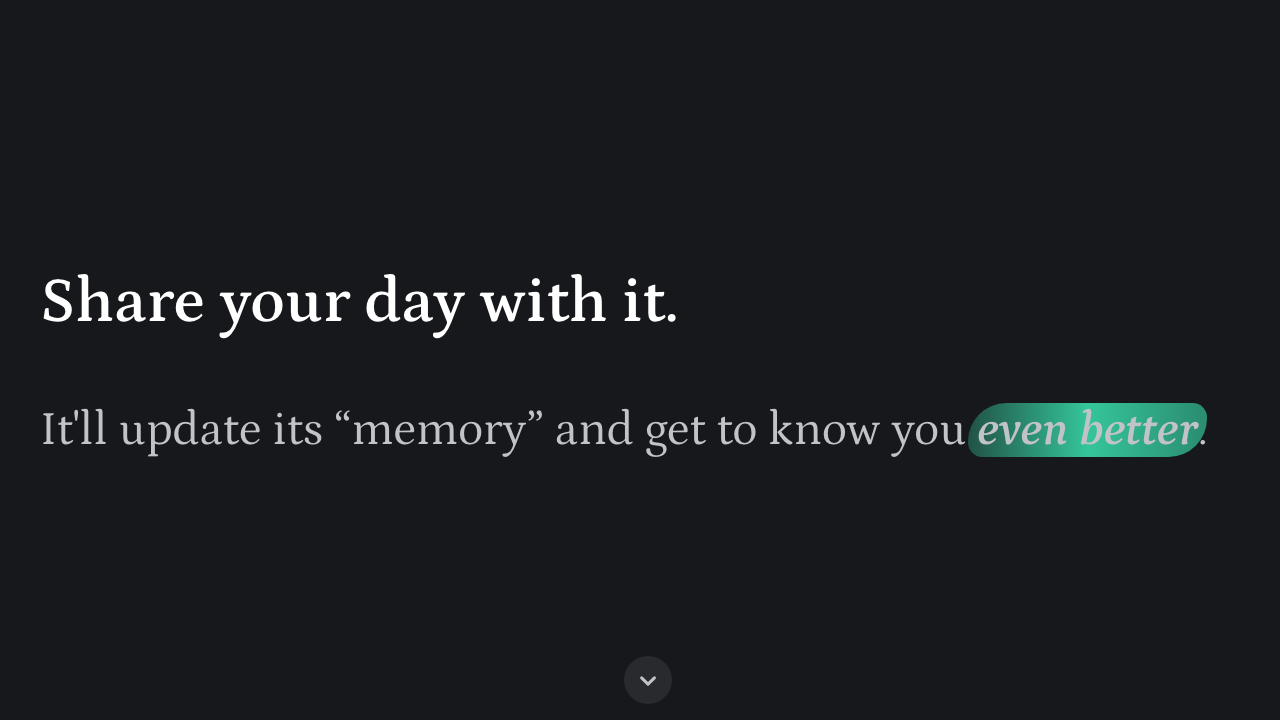 Share your day with it.
It'll update its “memory” and get to know you even better.